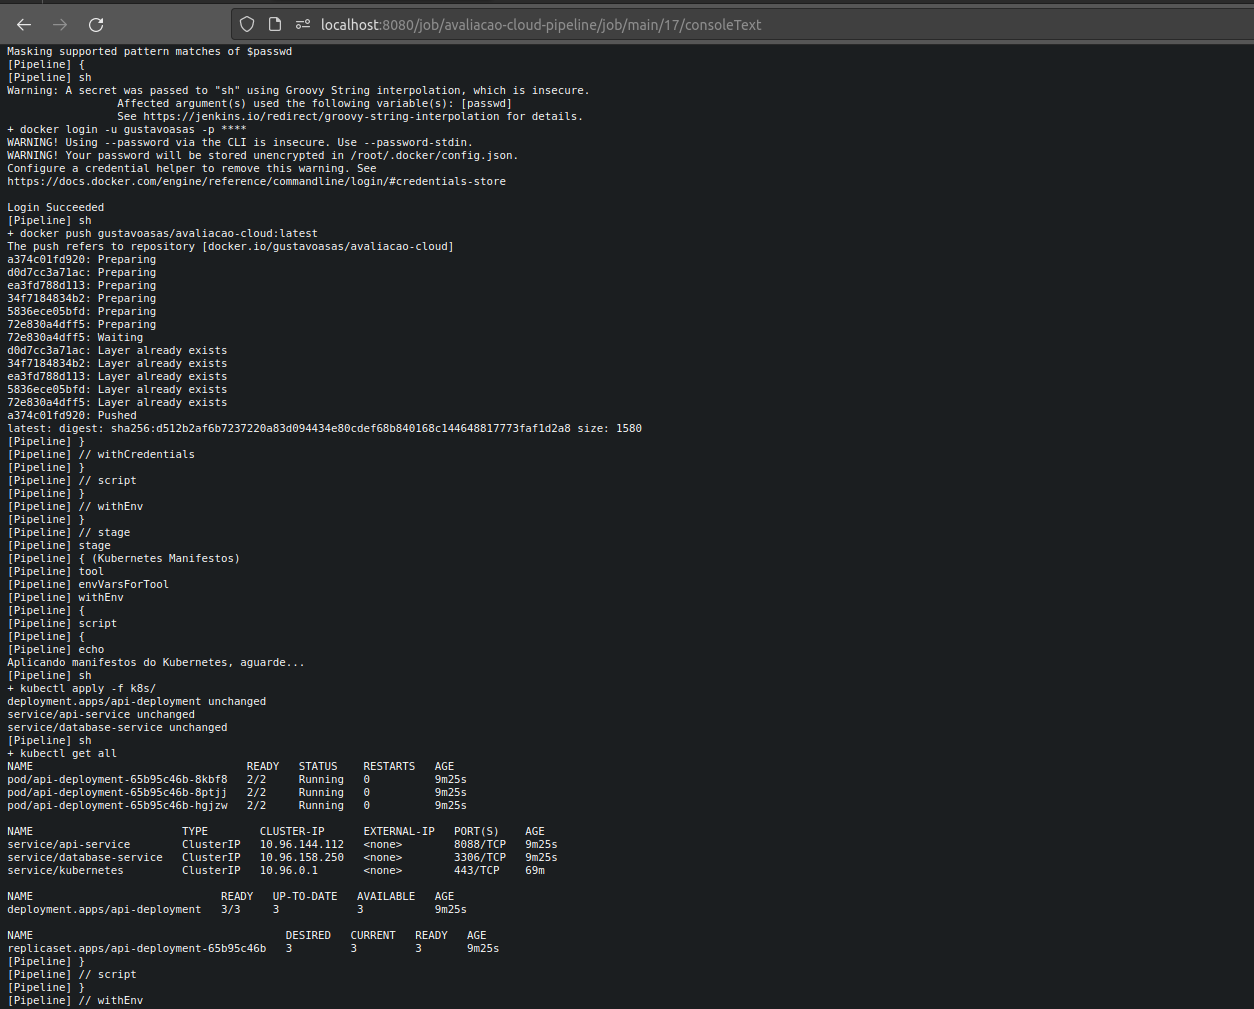 localhost:8080/job/avaliacao-cloud-pipeline/job/main/17/consoleText
Masking supported pattern matches of $passwd
[Pipeline] {
[Pipeline] sh
Warning: A secret was passed to "sh" using Groovy String interpolation, which is insecure.
Affected argument(s) used the following variable(s): [passwd]
See https://jenkins.io/redirect/groovy-string-interpolation for details.
+ docker login -u gustavoasas -p ****
WARNING! Using --password via the CLI is insecure. Use --password-stdin.
WARNING! Your password will be stored unencrypted in /root/.docker/config.json.
Configure a credential helper to remove this warning. See
https://docs.docker.com/engine/reference/commandline/login/#credentials-store
Login Succeeded
[Pipeline] sh
+ docker push gustavoasas/avaliacao-cloud:latest
The push refers to repository [docker.io/gustavoasas/avaliacao-cloud]
a374c01fd920: Preparing
d0d7cc3a71ac: Preparing
ea3fd788d113: Preparing
34f7184834b2: Preparing
5836ece05bfd: Preparing
72e830a4dff5: Preparing
72e830a4dff5: Waiting
d0d7cc3a71ac: Layer already exists
34f7184834b2: Layer already exists
ea3fd788d113: Layer already exists
5836ece05bfd: Layer already exists
72e830a4dff5: Layer already exists
a374c01fd920: Pushed
latest: digest: sha256:d512b2af6b7237220a83d094434e80cdef68b840168c144648817773faf1d2a8 size: 1580
[Pipeline] }
[Pipeline] // withCredentials
[Pipeline] }
[Pipeline] // script
[Pipeline] }
[Pipeline] // withEnv
[Pipeline] }
[Pipeline] // stage
[Pipeline] stage
[Pipeline] { (Kubernetes Manifestos)
[Pipeline] tool
[Pipeline] envVarsForTool
[Pipeline] withEnv
[Pipeline] {
[Pipeline] script
[Pipeline] {
[Pipeline] echo
Aplicando manifestos do Kubernetes, aguarde...
[Pipeline] sh
+ kubectl apply -f k8s/
deployment.apps/api-deployment unchanged
service/api-service unchanged
service/database-service unchanged
[Pipeline] sh
+ kubectl get all
NAME READY STATUS RESTARTS AGE
pod/api-deployment-65b95c46b-8kbf8 2/2 Running 0 9m25s
pod/api-deployment-65b95c46b-8ptjj 2/2 Running 0 9m25s
pod/api-deployment-65b95c46b-hgjzw 2/2 Running 0 9m25s
NAME TYPE CLUSTER-IP EXTERNAL-IP PORT(S) AGE
service/api-service ClusterIP 10.96.144.112 <none> 8088/TCP 9m25s
service/database-service ClusterIP 10.96.158.250 <none> 3306/TCP 9m25s
service/kubernetes ClusterIP 10.96.0.1 <none> 443/TCP 69m
NAME READY UP-TO-DATE AVAILABLE AGE
deployment.apps/api-deployment 3/3 3 3 9m25s
NAME DESIRED CURRENT READY AGE
replicaset.apps/api-deployment-65b95c46b 3 3 3 9m25s
[Pipeline] }
[Pipeline] // script
[Pipeline] }
[Pipeline] // withEnv